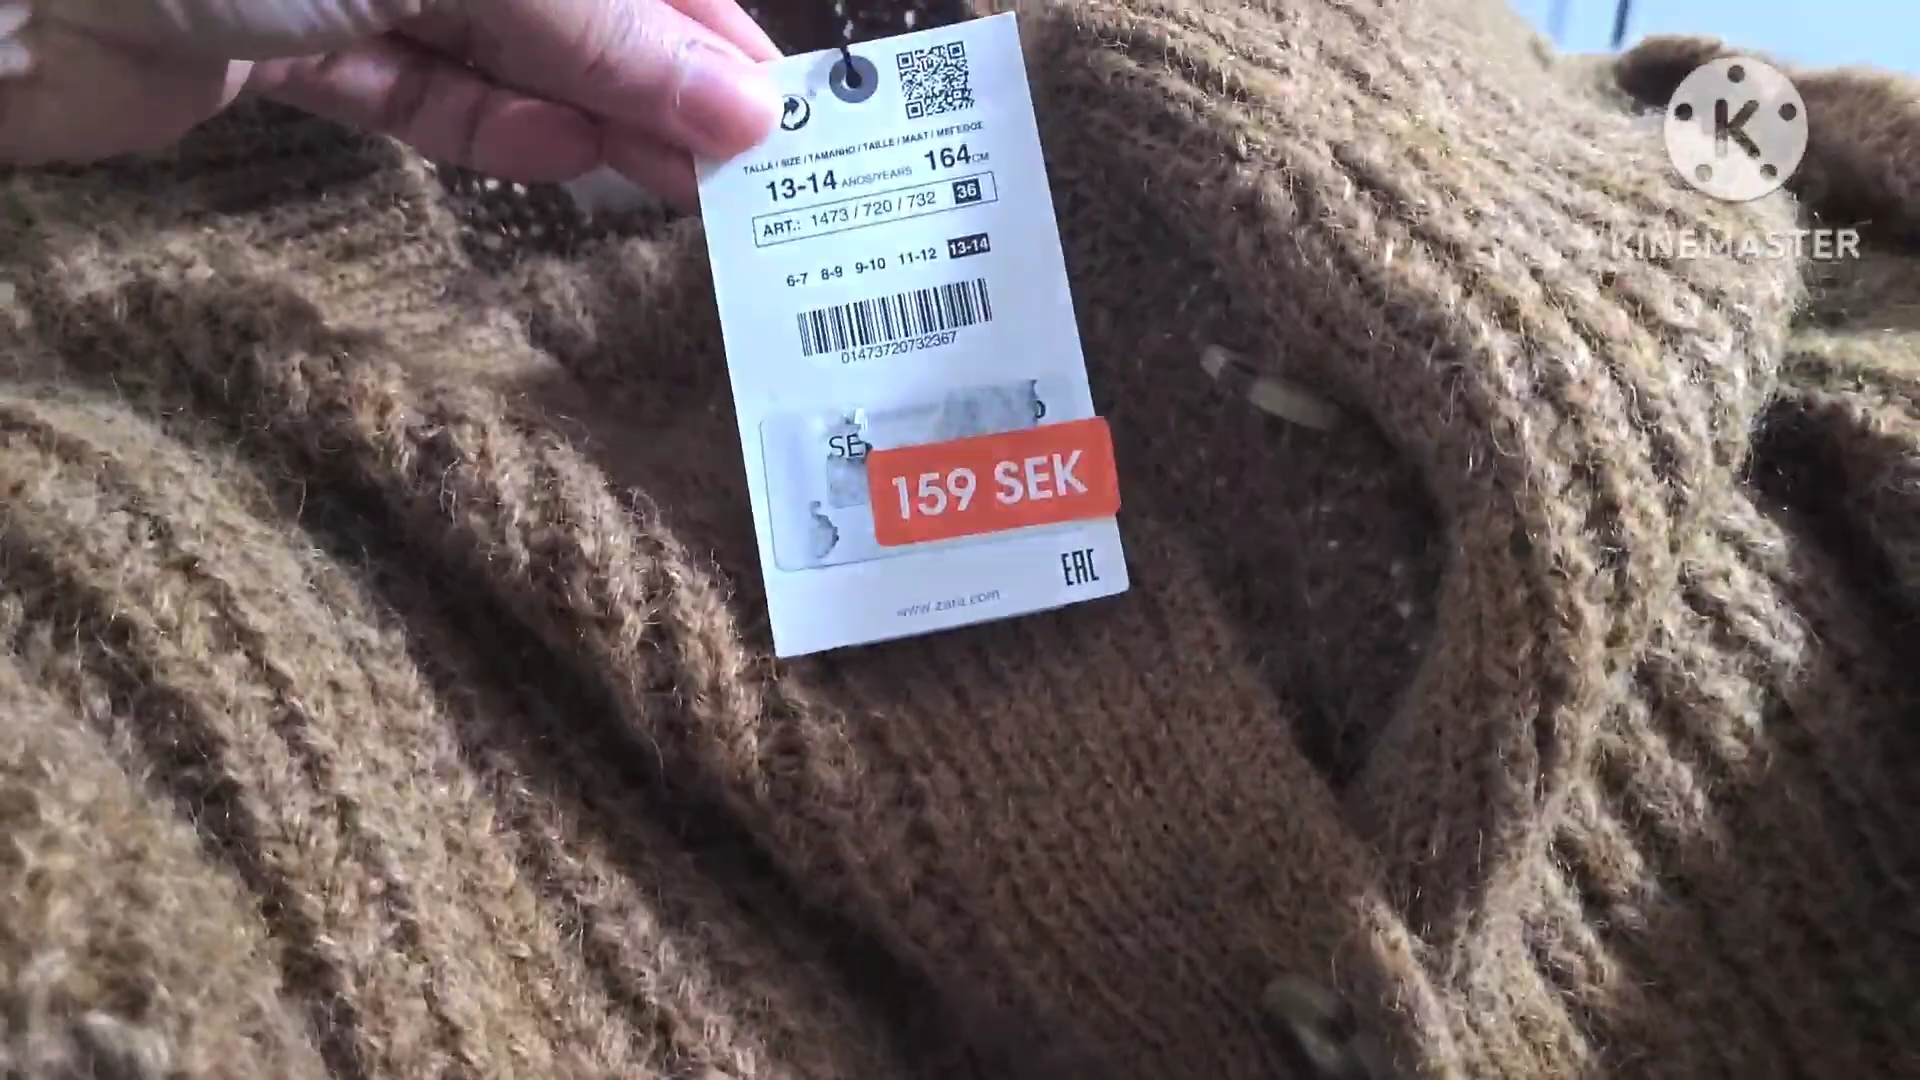 TALLA / SIZE / TAMANHO / TAILLE / MAAT / ΜΕΓΕΘΟΣ
13-14 AÑOS/YEARS 164CM
ART.: 1473 / 720 / 732 36
6-7 8-9 9-10 11-12 13-14
01473720732367
SE
159 SEK
EAC
www.zara.com
K
KINEMASTER